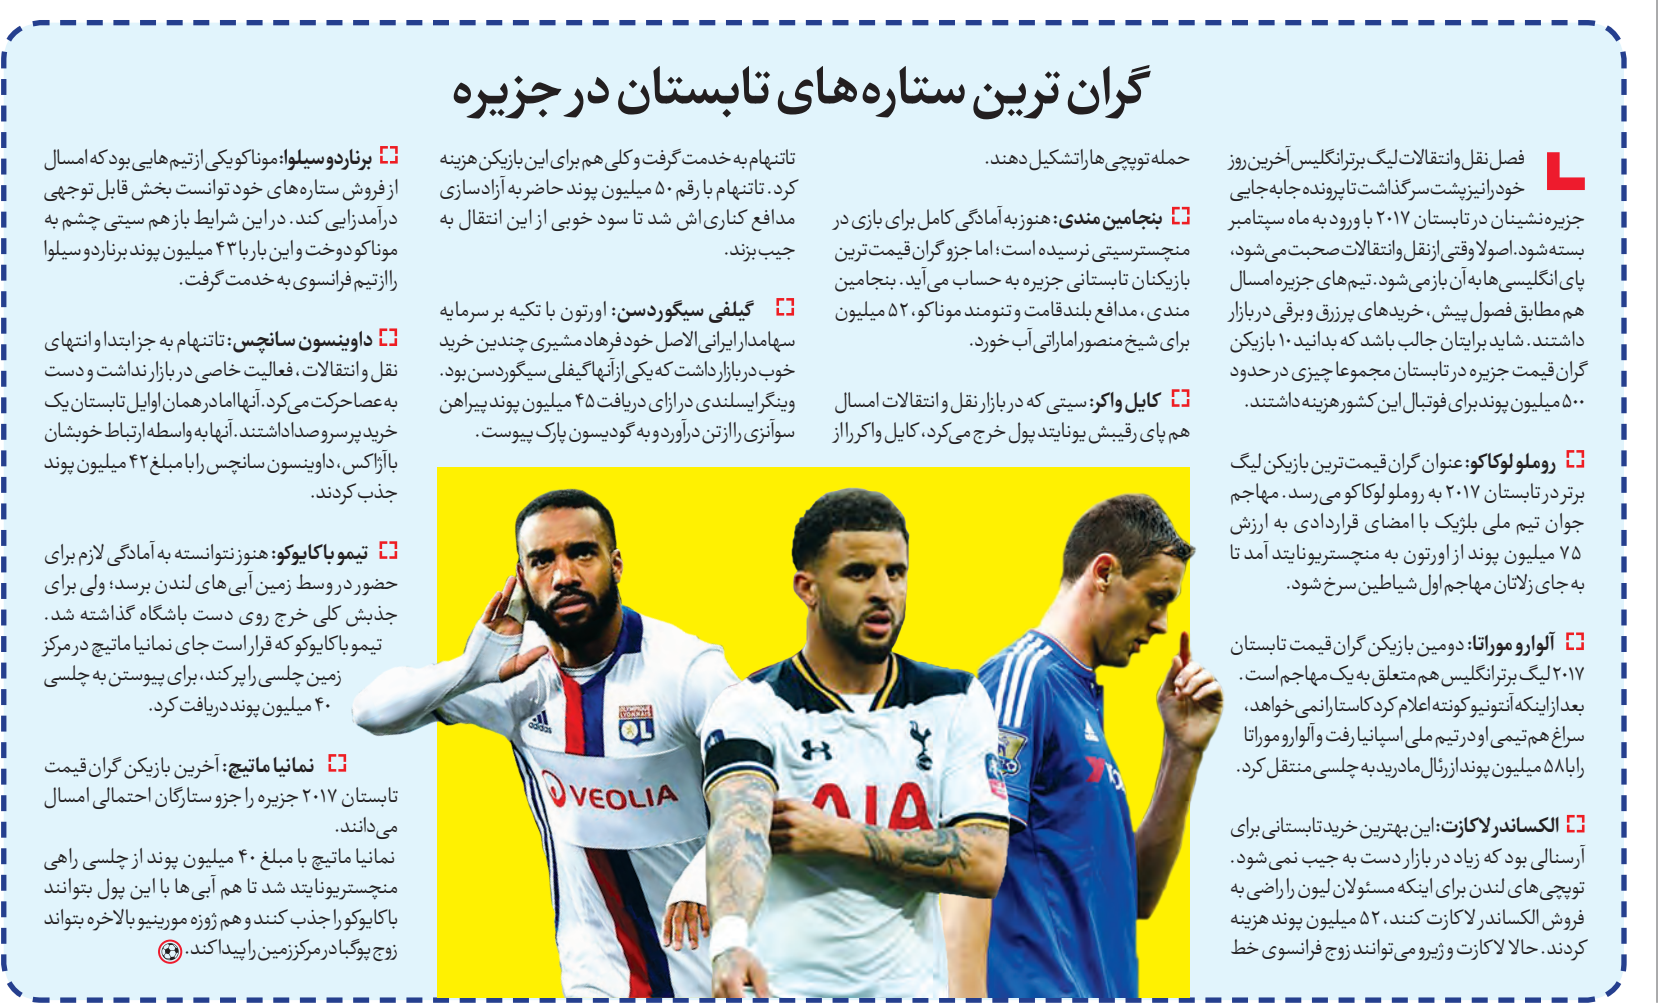 گران ترین ستاره‌های تابستان در جزیره
فصل نقل‌وانتقالات لیگ برتر انگلیس آخرین روز
خود را نیز پشت سر گذاشت تا پرونده جابه‌جایی
جزیره‌نشینان در تابستان ۲۰۱۷ با ورود به ماه سپتامبر
بسته شود. اصولا وقتی از نقل‌وانتقالات صحبت می‌شود،
پای انگلیسی‌ها به آن باز می‌شود. تیم‌های جزیره امسال
هم مطابق فصول پیش، خریدهای پرزرق و برقی در بازار
داشتند. شاید برایتان جالب باشد که بدانید ۱۰ بازیکن
گران قیمت جزیره در تابستان مجموعا چیزی در حدود
۵۰۰ میلیون پوند برای فوتبال این کشور هزینه داشتند.
روملو لوکاکو: عنوان گران قیمت‌ترین بازیکن لیگ
برتر در تابستان ۲۰۱۷ به روملو لوکاکو می‌رسد. مهاجم
جوان تیم ملی بلژیک با امضای قراردادی به ارزش
۷۵ میلیون پوند از اورتون به منچستریونایتد آمد تا
به جای زلاتان مهاجم اول شیاطین سرخ شود.
آلوارو موراتا: دومین بازیکن گران قیمت تابستان
۲۰۱۷ لیگ برتر انگلیس هم متعلق به یک مهاجم است.
بعد از اینکه آنتونیو کونته اعلام کرد کاستا را نمی‌خواهد،
سراغ هم‌تیمی او در تیم ملی اسپانیا رفت و آلوارو موراتا
را با ۵۸ میلیون پوند از رئال مادرید به چلسی منتقل کرد.
الکساندر لاکازت: این بهترین خرید تابستانی برای
آرسنالی بود که زیاد در بازار دست به جیب نمی‌شود.
توپچی‌های لندن برای اینکه مسئولان لیون را راضی به
فروش الکساندر لاکازت کنند، ۵۲ میلیون پوند هزینه
کردند. حالا لاکازت و ژیرو می‌توانند زوج فرانسوی خط
حمله توپچی‌ها را تشکیل دهند.
بنجامین مندی: هنوز به آمادگی کامل برای بازی در
منچسترسیتی نرسیده است؛ اما جزو گران قیمت‌ترین
بازیکنان تابستانی جزیره به حساب می‌آید. بنجامین
مندی، مدافع بلندقامت و تنومند موناکو، ۵۲ میلیون
برای شیخ منصور اماراتی آب خورد.
کایل واکر: سیتی که در بازار نقل و انتقالات امسال
هم پای رقیبش یونایتد پول خرج می‌کرد، کایل واکر را از
تاتنهام به خدمت گرفت و کلی هم برای این بازیکن هزینه
کرد. تاتنهام با رقم ۵۰ میلیون پوند حاضر به آزادسازی
مدافع کناری‌اش شد تا سود خوبی از این انتقال به
جیب بزند.
گیلفی سیگوردسن: اورتون با تکیه بر سرمایه
سهامدار ایرانی‌الاصل خود فرهاد مشیری چندین خرید
خوب در بازار داشت که یکی از آنها گیلفی سیگوردسن بود.
وینگر ایسلندی در ازای دریافت ۴۵ میلیون پوند پیراهن
سوآنزی را از تن درآورد و به گودیسون پارک پیوست.
OLYMPIQUE LYONNAIS
OL
adidas
VEOLIA
AIA
برناردو سیلوا: موناکو یکی از تیم‌هایی بود که امسال
از فروش ستاره‌های خود توانست بخش قابل توجهی
درآمدزایی کند. در این شرایط باز هم سیتی چشم به
موناکو دوخت و این بار با ۴۳ میلیون پوند برناردو سیلوا
را از تیم فرانسوی به خدمت گرفت.
داوینسون سانچس: تاتنهام به جز ابتدا و انتهای
نقل و انتقالات، فعالیت خاصی در بازار نداشت و دست
به عصا حرکت می‌کرد. آنها اما در همان اوایل تابستان یک
خرید پر سر و صدا داشتند. آنها به واسطه ارتباط خوبشان
با آژاکس، داوینسون سانچس را با مبلغ ۴۲ میلیون پوند
جذب کردند.
تیمو باکایوکو: هنوز نتوانسته به آمادگی لازم برای
حضور در وسط زمین آبی‌های لندن برسد؛ ولی برای
جذبش کلی خرج روی دست باشگاه گذاشته شد.
تیمو باکایوکو که قرار است جای نمانیا ماتیچ در مرکز
زمین چلسی را پر کند، برای پیوستن به چلسی
۴۰ میلیون پوند دریافت کرد.
نمانیا ماتیچ: آخرین بازیکن گران قیمت
تابستان ۲۰۱۷ جزیره را جزو ستارگان احتمالی امسال
می‌دانند.
نمانیا ماتیچ با مبلغ ۴۰ میلیون پوند از چلسی راهی
منچستریونایتد شد تا هم آبی‌ها با این پول بتوانند
باکایوکو را جذب کنند و هم ژوزه مورینیو بالاخره بتواند
زوج پوگبا در مرکز زمین را پیدا کند.